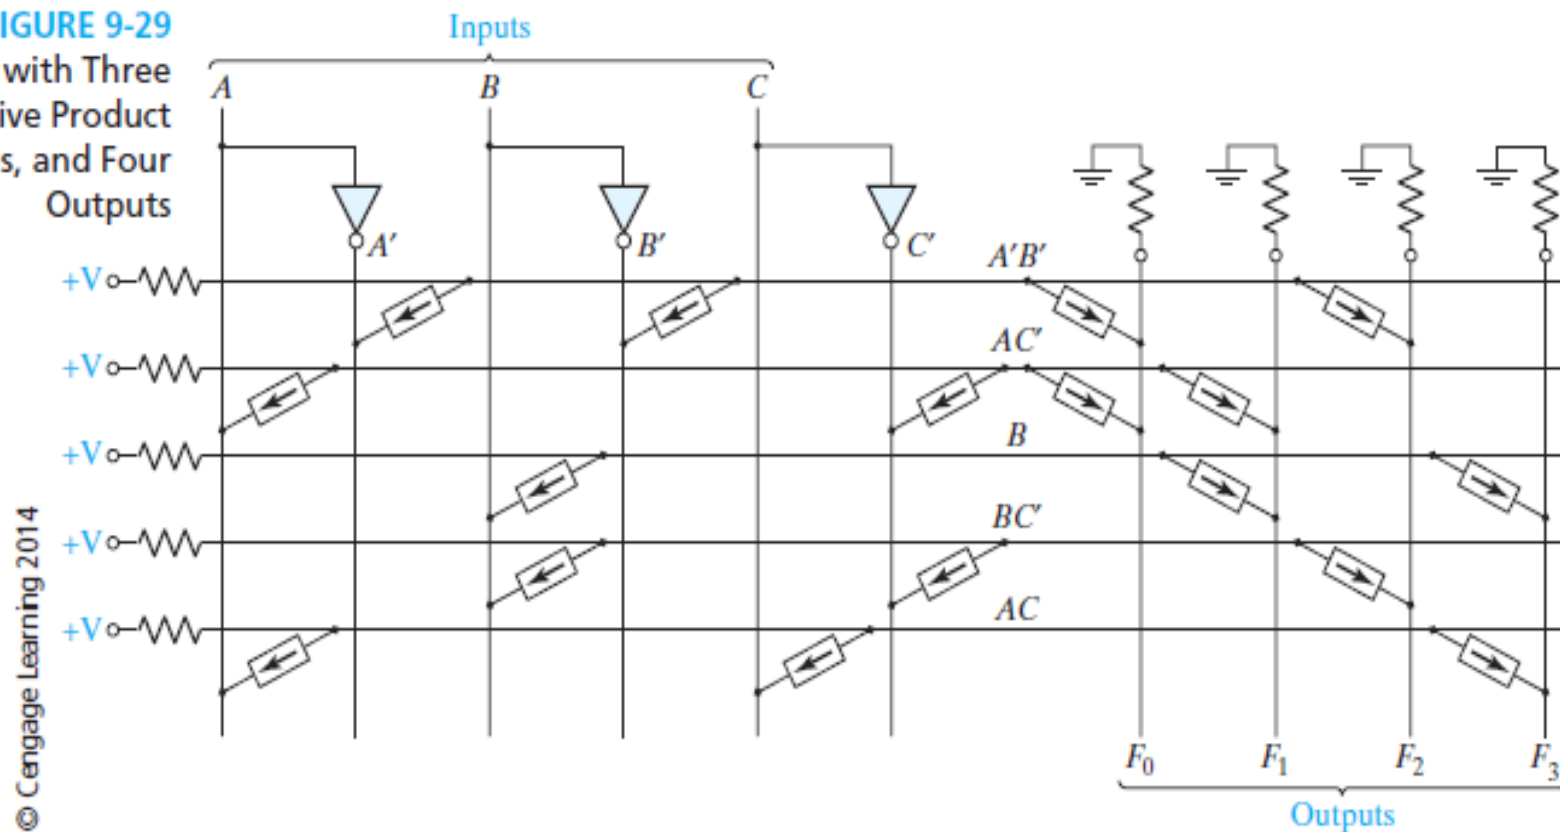 IGURE 9-29
with Three
ive Product
s, and Four
Outputs
Inputs
A B C
A′ B′ C′
+V A′B′
+V AC′
+V B
+V BC′
+V AC
F₀ F₁ F₂ F₃
Outputs
© Cengage Learning 2014